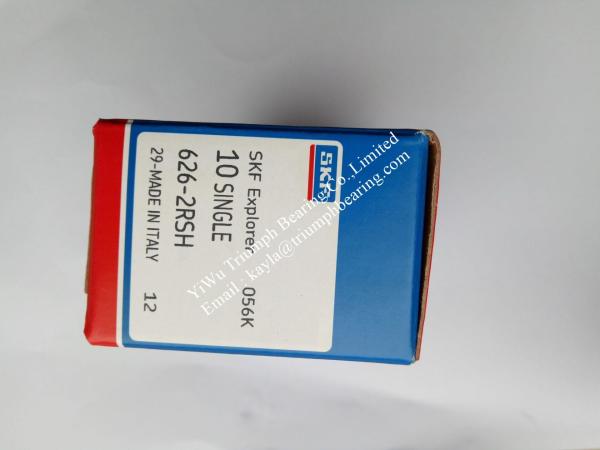 SKF
SKF Explorer 056K
10 SINGLE
626-2RSH
29-MADE IN ITALY 12
YiWu Triumph Bearing Co.,Limited
Email : kayla@triumphbearing.com